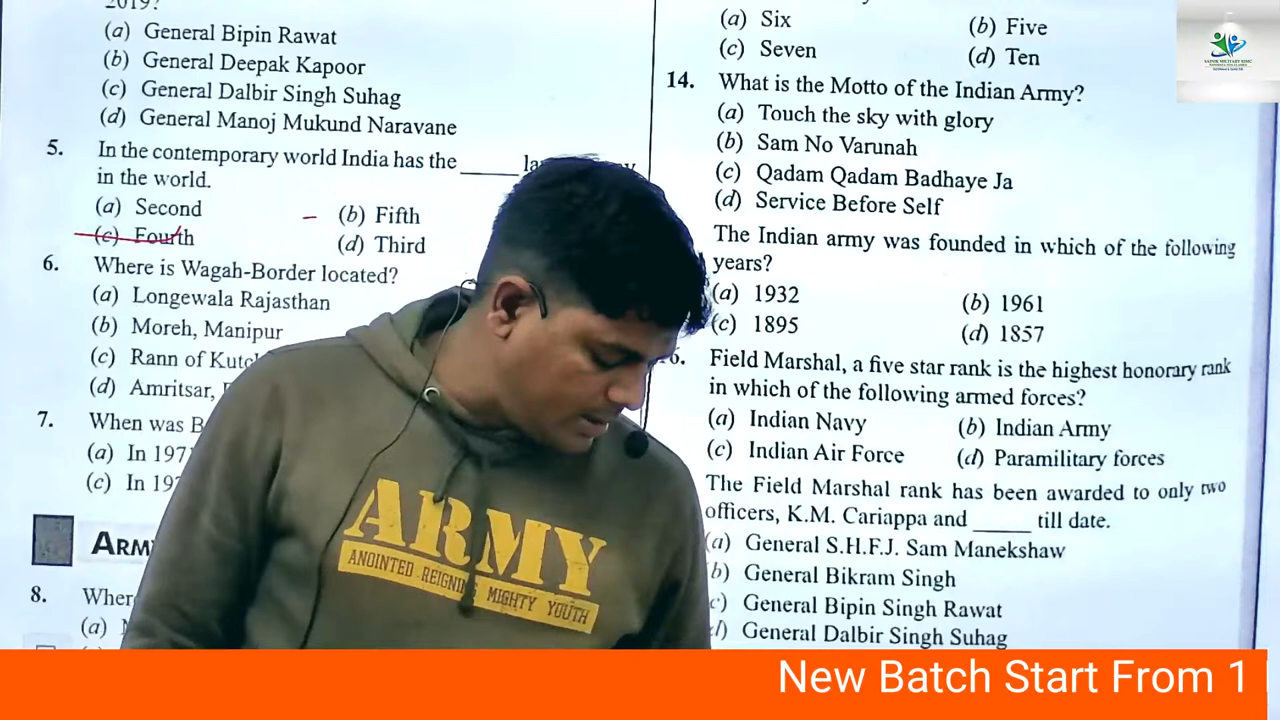 2019?
(a) General Bipin Rawat
(b) General Deepak Kapoor
(c) General Dalbir Singh Suhag
(d) General Manoj Mukund Naravane
5. In the contemporary world India has the _____
in the world.
(a) Second (b) Fifth
(c) Fourth (d) Third
6. Where is Wagah-Border located?
(a) Longewala Rajasthan
(b) Moreh, Manipur
(c) Rann of
(d) Amritsar,
7. When was
(a) In
(c) In
8.
(a)
(a) Six (b) Five
(c) Seven (d) Ten
14. What is the Motto of the Indian Army?
(a) Touch the sky with glory
(b) Sam No Varunah
(c) Qadam Qadam Badhaye Ja
(d) Service Before Self
The Indian army was founded in which of the following
years?
(a) 1932 (b) 1961
(c) 1895 (d) 1857
Field Marshal, a five star rank is the highest honorary rank
in which of the following armed forces?
(a) Indian Navy (b) Indian Army
(c) Indian Air Force (d) Paramilitary forces
The Field Marshal rank has been awarded to only two
officers, K.M. Cariappa and _____ till date.
(a) General S.H.F.J. Sam Manekshaw
(b) General Bikram Singh
(c) General Bipin Singh Rawat
(d) General Dalbir Singh Suhag
ARMY
ANOINTED REIGNING MIGHTY YOUTH
New Batch Start From 1